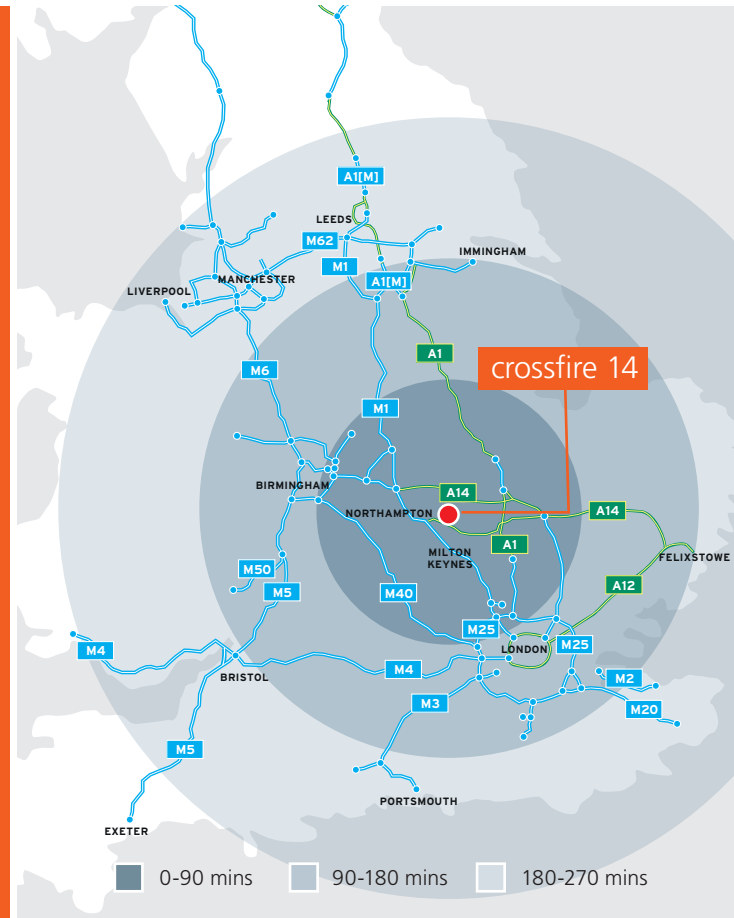 A1[M]
LEEDS
M62
IMMINGHAM
M1
MANCHESTER
A1[M]
LIVERPOOL
A1
crossfire 14
M6
M1
BIRMINGHAM
A14
NORTHAMPTON
A14
A1
MILTON
KEYNES
FELIXSTOWE
M50
M5
M40
A12
M25
M25
LONDON
M4
M4
BRISTOL
M2
M3
M20
M5
PORTSMOUTH
EXETER
0-90 mins
90-180 mins
180-270 mins